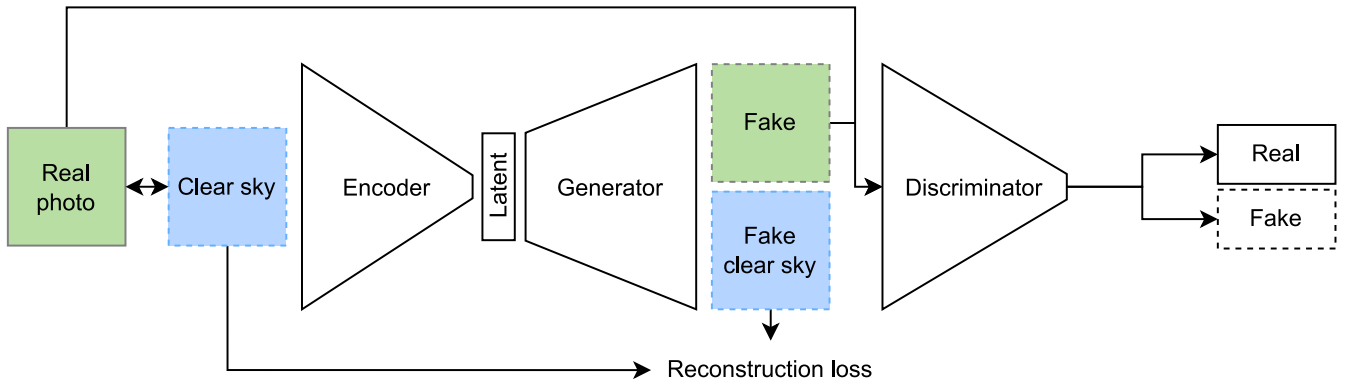 Real
photo
Clear sky
Encoder
Latent
Generator
Fake
Fake
clear sky
Reconstruction loss
Discriminator
Real
Fake